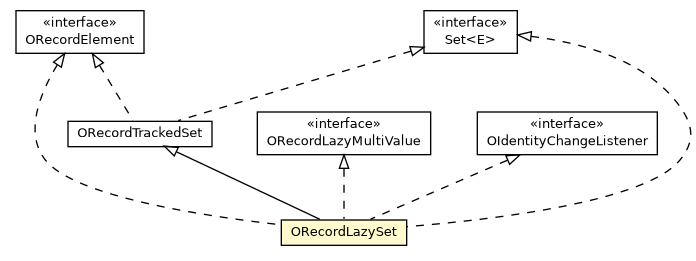 «interface»
ORecordElement
«interface»
Set<E>
ORecordTrackedSet
«interface»
ORecordLazyMultiValue
«interface»
OIdentityChangeListener
ORecordLazySet